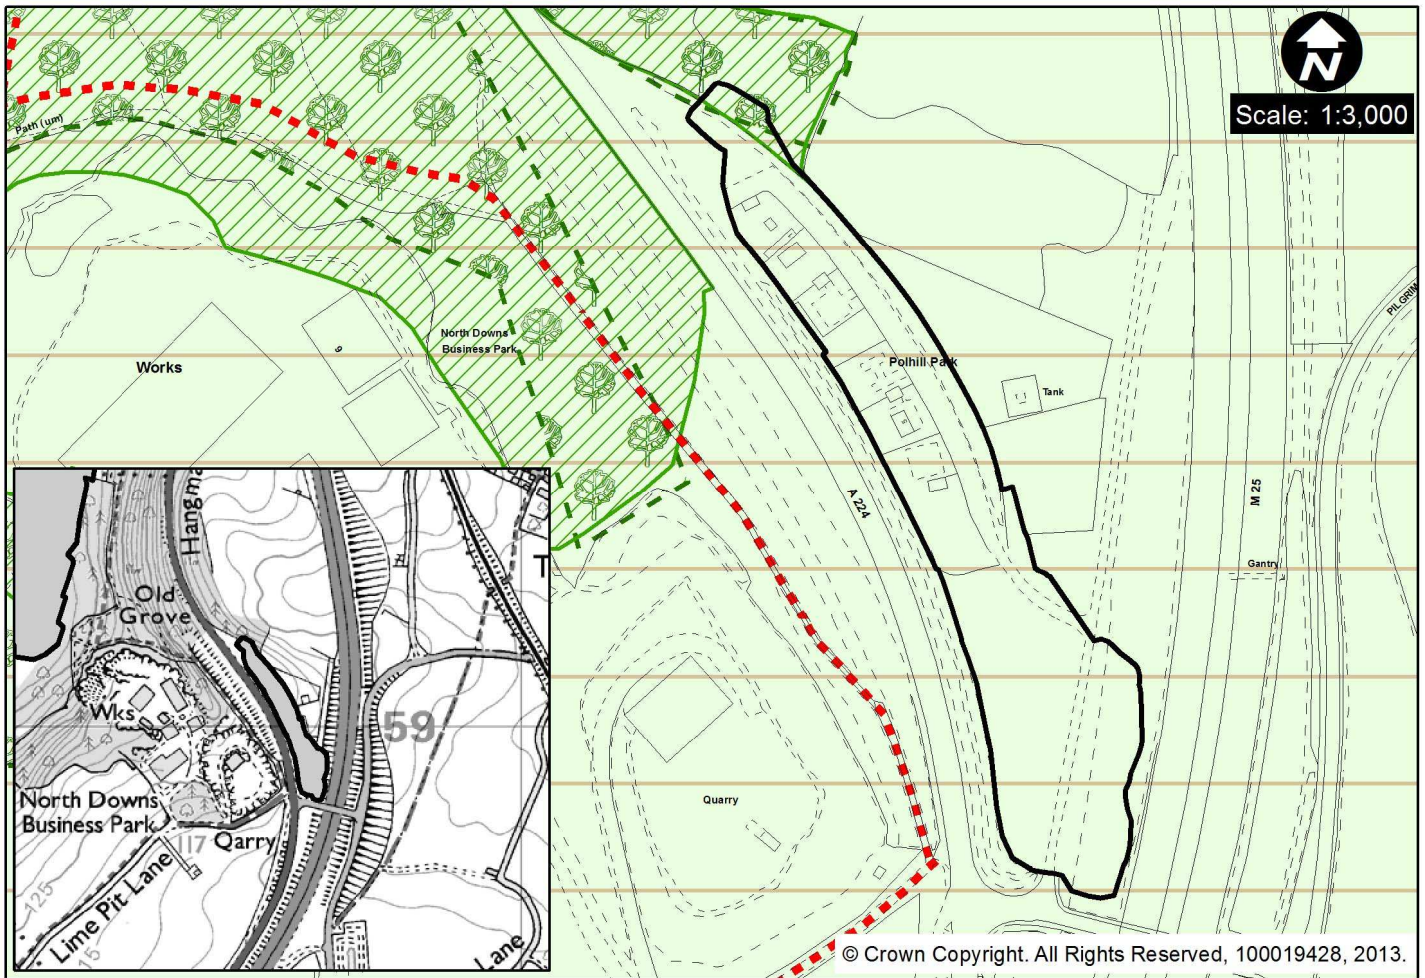 N
Scale: 1:3,000
Path (um)
North Downs
Business Park
Works
9
Polhill Park
Tank
PILGRIM
A 224
M 25
Gantry
Quarry
Hangma
Old
Grove
Wks
59
North Downs
Business Park
117
Qarry
125
Lime Pit Lane
15
Lane
T
© Crown Copyright. All Rights Reserved, 100019428, 2013.